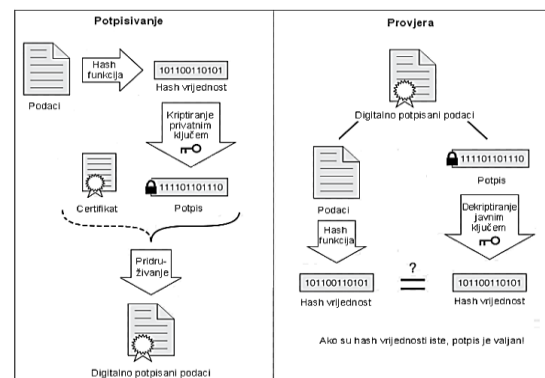 Potpisivanje
Podaci
Hash
funkcija
101100110101
Hash vrijednost
Kriptiranje
privatnim
ključem
Certifikat
111101101110
Potpis
Pridru-
živanje
Digitalno potpisani podaci
Provjera
Digitalno potpisani podaci
Podaci
111101101110
Potpis
Hash
funkcija
Dekriptiranje
javnim
ključem
101100110101
Hash vrijednost
?
=
101100110101
Hash vrijednost
Ako su hash vrijednosti iste, potpis je valjan!